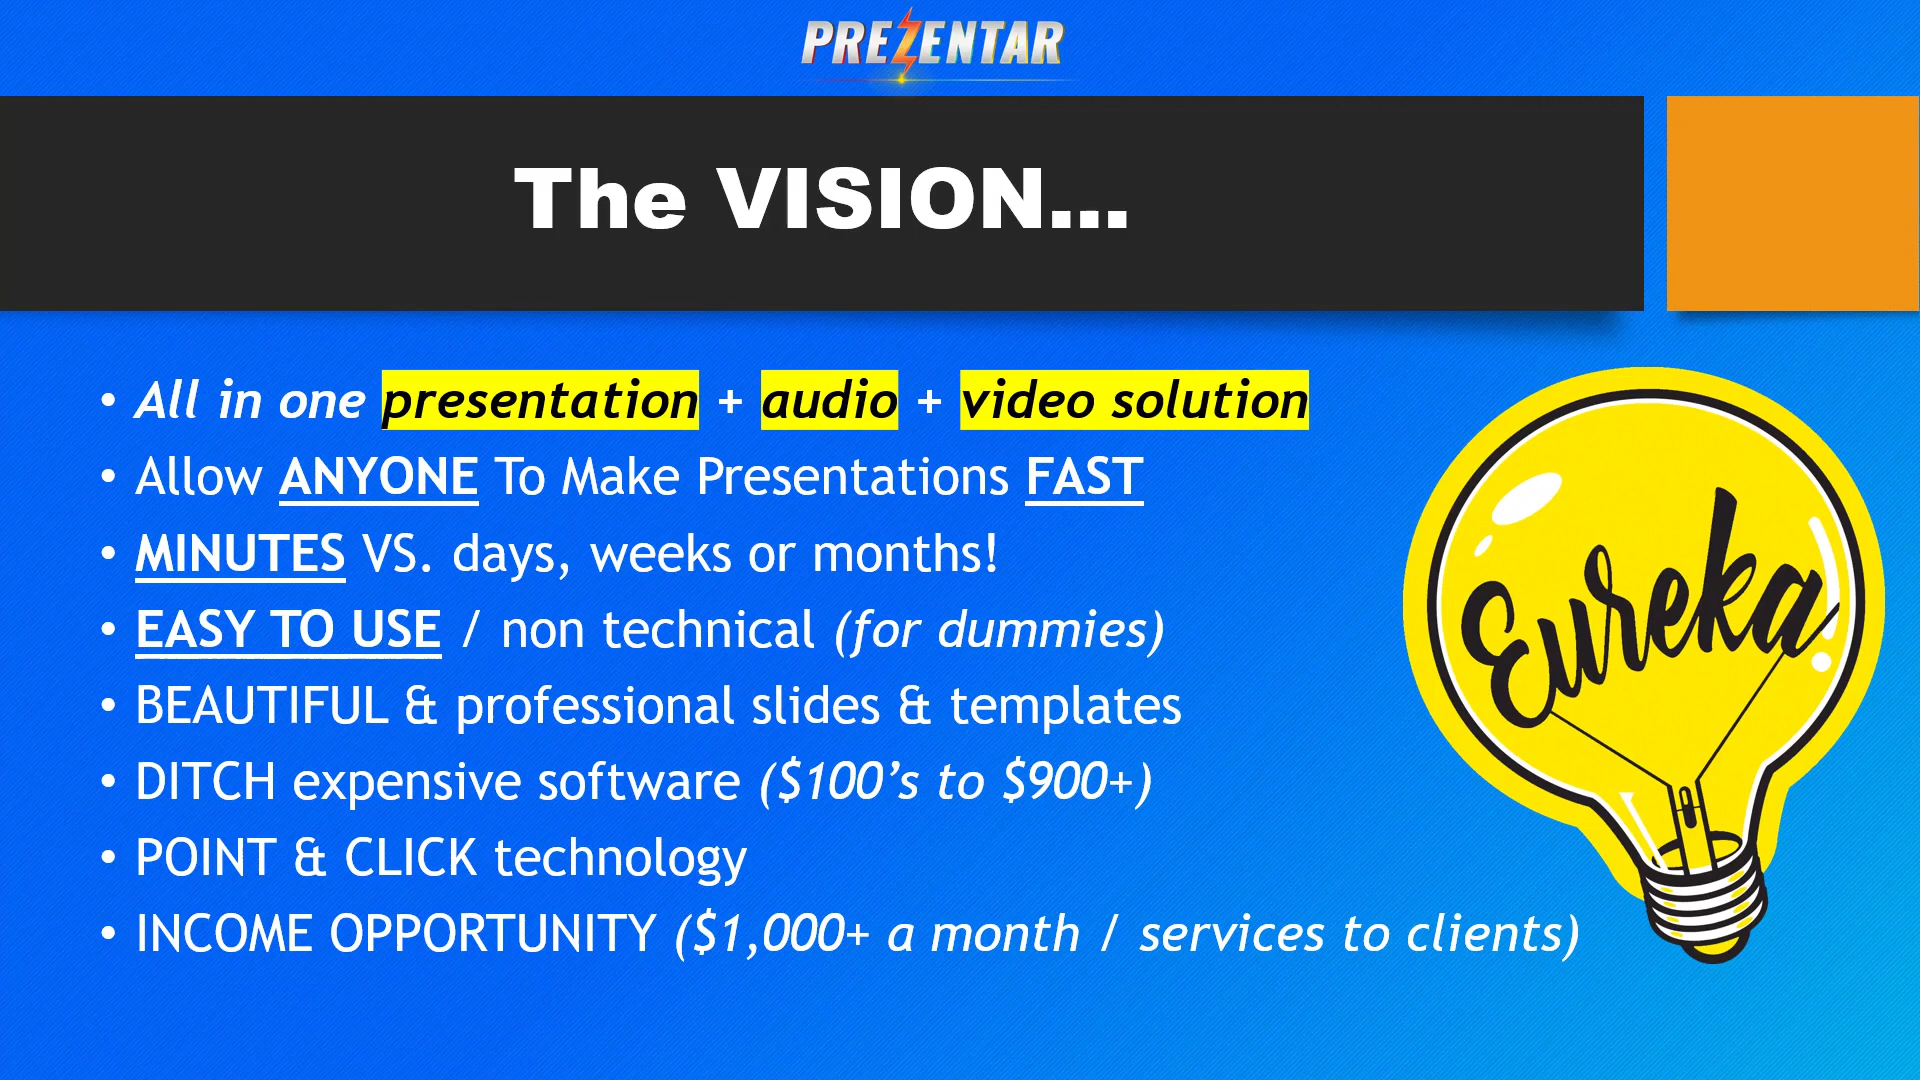 PREZENTAR
The VISION...
• All in one presentation + audio + video solution
• Allow ANYONE To Make Presentations FAST
• MINUTES VS. days, weeks or months!
• EASY TO USE / non technical (for dummies)
• BEAUTIFUL & professional slides & templates
• DITCH expensive software ($100’s to $900+)
• POINT & CLICK technology
• INCOME OPPORTUNITY ($1,000+ a month / services to clients)
Eureka